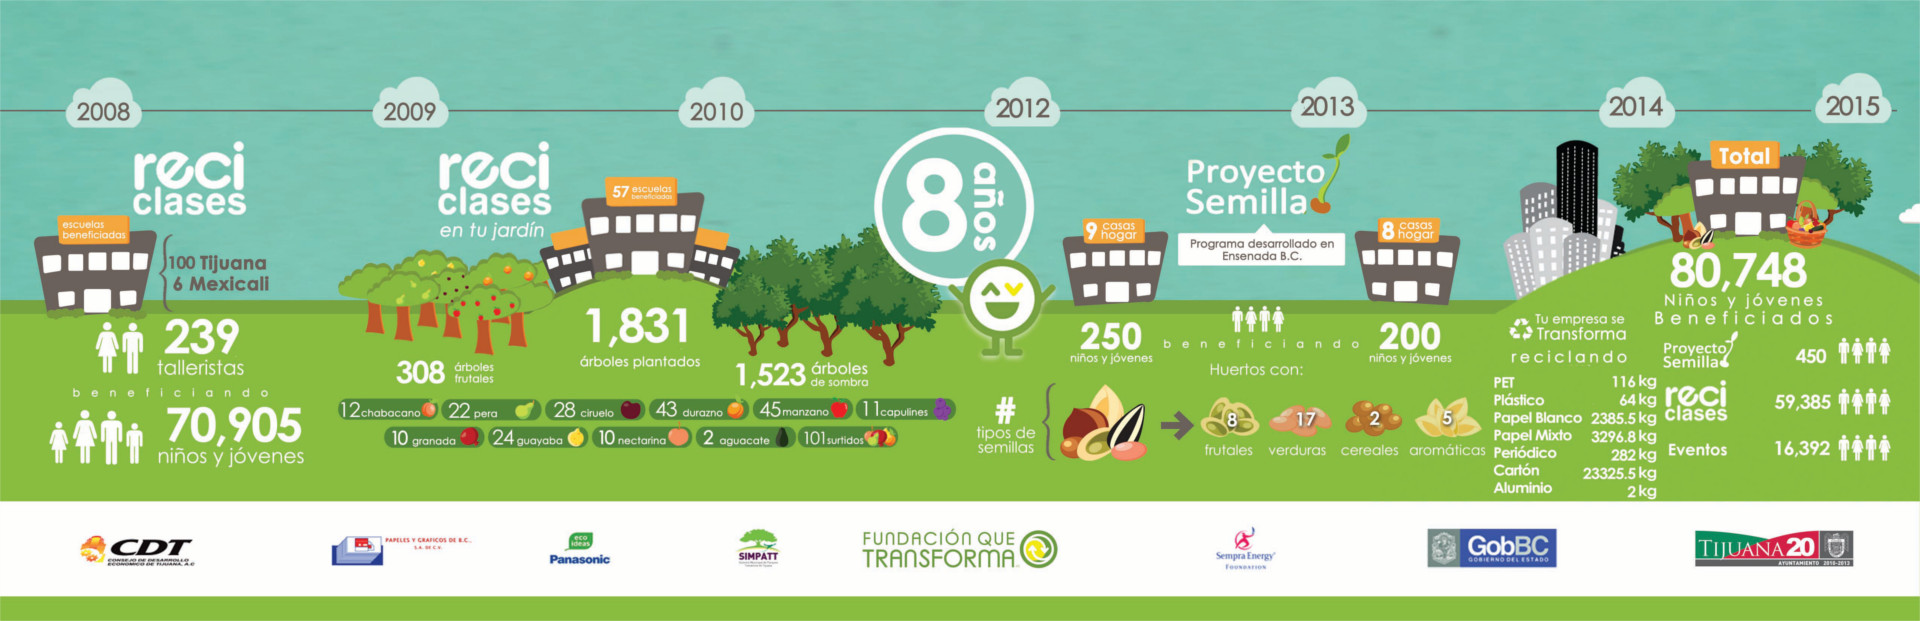 2008
2009
2010
2012
2013
2014
2015
reci
clases
escuelas
beneficiadas
100 Tijuana
6 Mexicali
239
talleristas
beneficiando
70,905
niños y jóvenes
reci
clases
en tu jardín
57 escuelas
beneficiadas
1,831
árboles plantados
308 árboles
frutales
1,523 árboles
de sombra
12 chabacano
22 pera
28 ciruelo
43 durazno
45 manzano
11 capulines
10 granada
24 guayaba
10 nectarina
2 aguacate
101 surtidos
8 años
Proyecto
Semilla
Programa desarrollado en
Ensenada B.C.
9 casas
hogar
8 casas
hogar
250
niños y jóvenes
beneficiando
200
niños y jóvenes
Huertos con:
#
tipos de
semillas
8
frutales
17
verduras
2
cereales
5
aromáticas
Total
80,748
Niños y jóvenes
Beneficiados
Tu empresa se
Transforma
reciclando
PET 116 kg
Plástico 64 kg
Papel Blanco 2385.5 kg
Papel Mixto 3296.8 kg
Periódico 282 kg
Cartón 23325.5 kg
Aluminio 2 kg
Proyecto
Semilla
450
reci
clases
59,385
Eventos 16,392
CDT
CONSEJO DE DESARROLLO
ECONÓMICO DE TIJUANA, A.C
PAPELES Y GRAFICOS DE B.C.,
S.A. DE C.V.
eco
ideas
Panasonic
SIMPATT
FUNDACIÓN QUE
TRANSFORMA
Sempra Energy
FOUNDATION
GobBC
GOBIERNO DEL ESTADO
TIJUANA 20
AYUNTAMIENTO 2010-2013